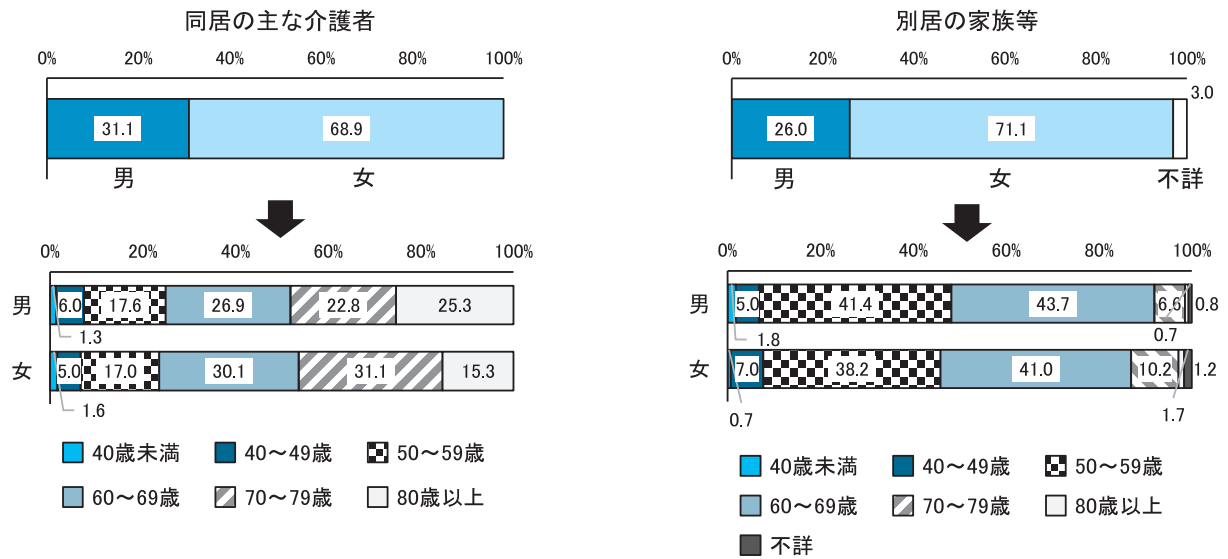 同居の主な介護者
0% 20% 40% 60% 80% 100%
31.1 68.9
男 女
0% 20% 40% 60% 80% 100%
男 6.0 17.6 26.9 22.8 25.3
1.3
女 5.0 17.0 30.1 31.1 15.3
1.6
40歳未満 40～49歳 50～59歳
60～69歳 70～79歳 80歳以上
別居の家族等
0% 20% 40% 60% 80% 100%
3.0
26.0 71.1
男 女 不詳
0% 20% 40% 60% 80% 100%
男 5.0 41.4 43.7 6.6 0.8
1.8 0.7
女 7.0 38.2 41.0 10.2 1.2
0.7 1.7
40歳未満 40～49歳 50～59歳
60～69歳 70～79歳 80歳以上
不詳